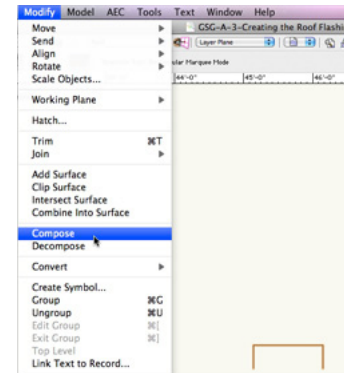 Modify Model AEC Tools Text Window Help
GSG-A-3-Creating the Roof Flashi
Layer Plane
ular Marquee Mode
44'-0" 45'-0" 46'-0"
Move
Send
Align
Rotate
Scale Objects...
Working Plane
Hatch...
Trim ⌘T
Join
Add Surface
Clip Surface
Intersect Surface
Combine Into Surface
Compose
Decompose
Convert
Create Symbol...
Group ⌘G
Ungroup ⌘U
Edit Group ⌘[
Exit Group ⌘]
Top Level
Link Text to Record...